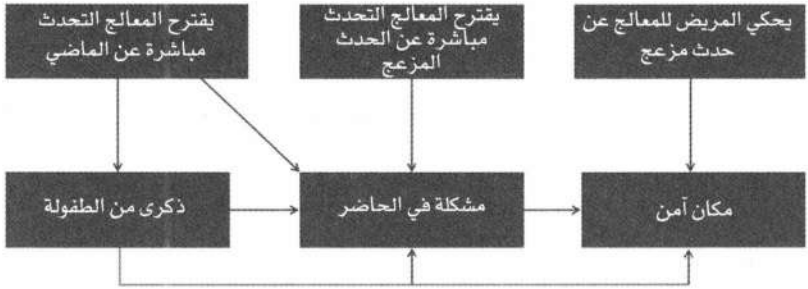 يحكي المريض للمعالج عن
حدث مزعج
يقترح المعالج التحدث
مباشرة عن الحدث
المزعج
يقترح المعالج التحدث
مباشرة عن الماضي
مكان آمن
مشكلة في الحاضر
ذكرى من الطفولة